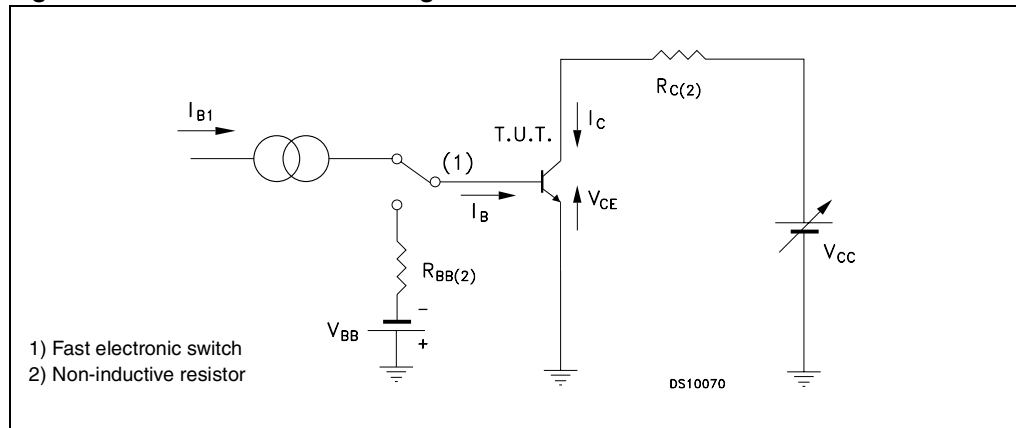 I_B1
(1)
I_B
T.U.T.
I_C
V_CE
R_C(2)
V_CC
R_BB(2)
V_BB
−
+
1) Fast electronic switch
2) Non-inductive resistor
DS10070